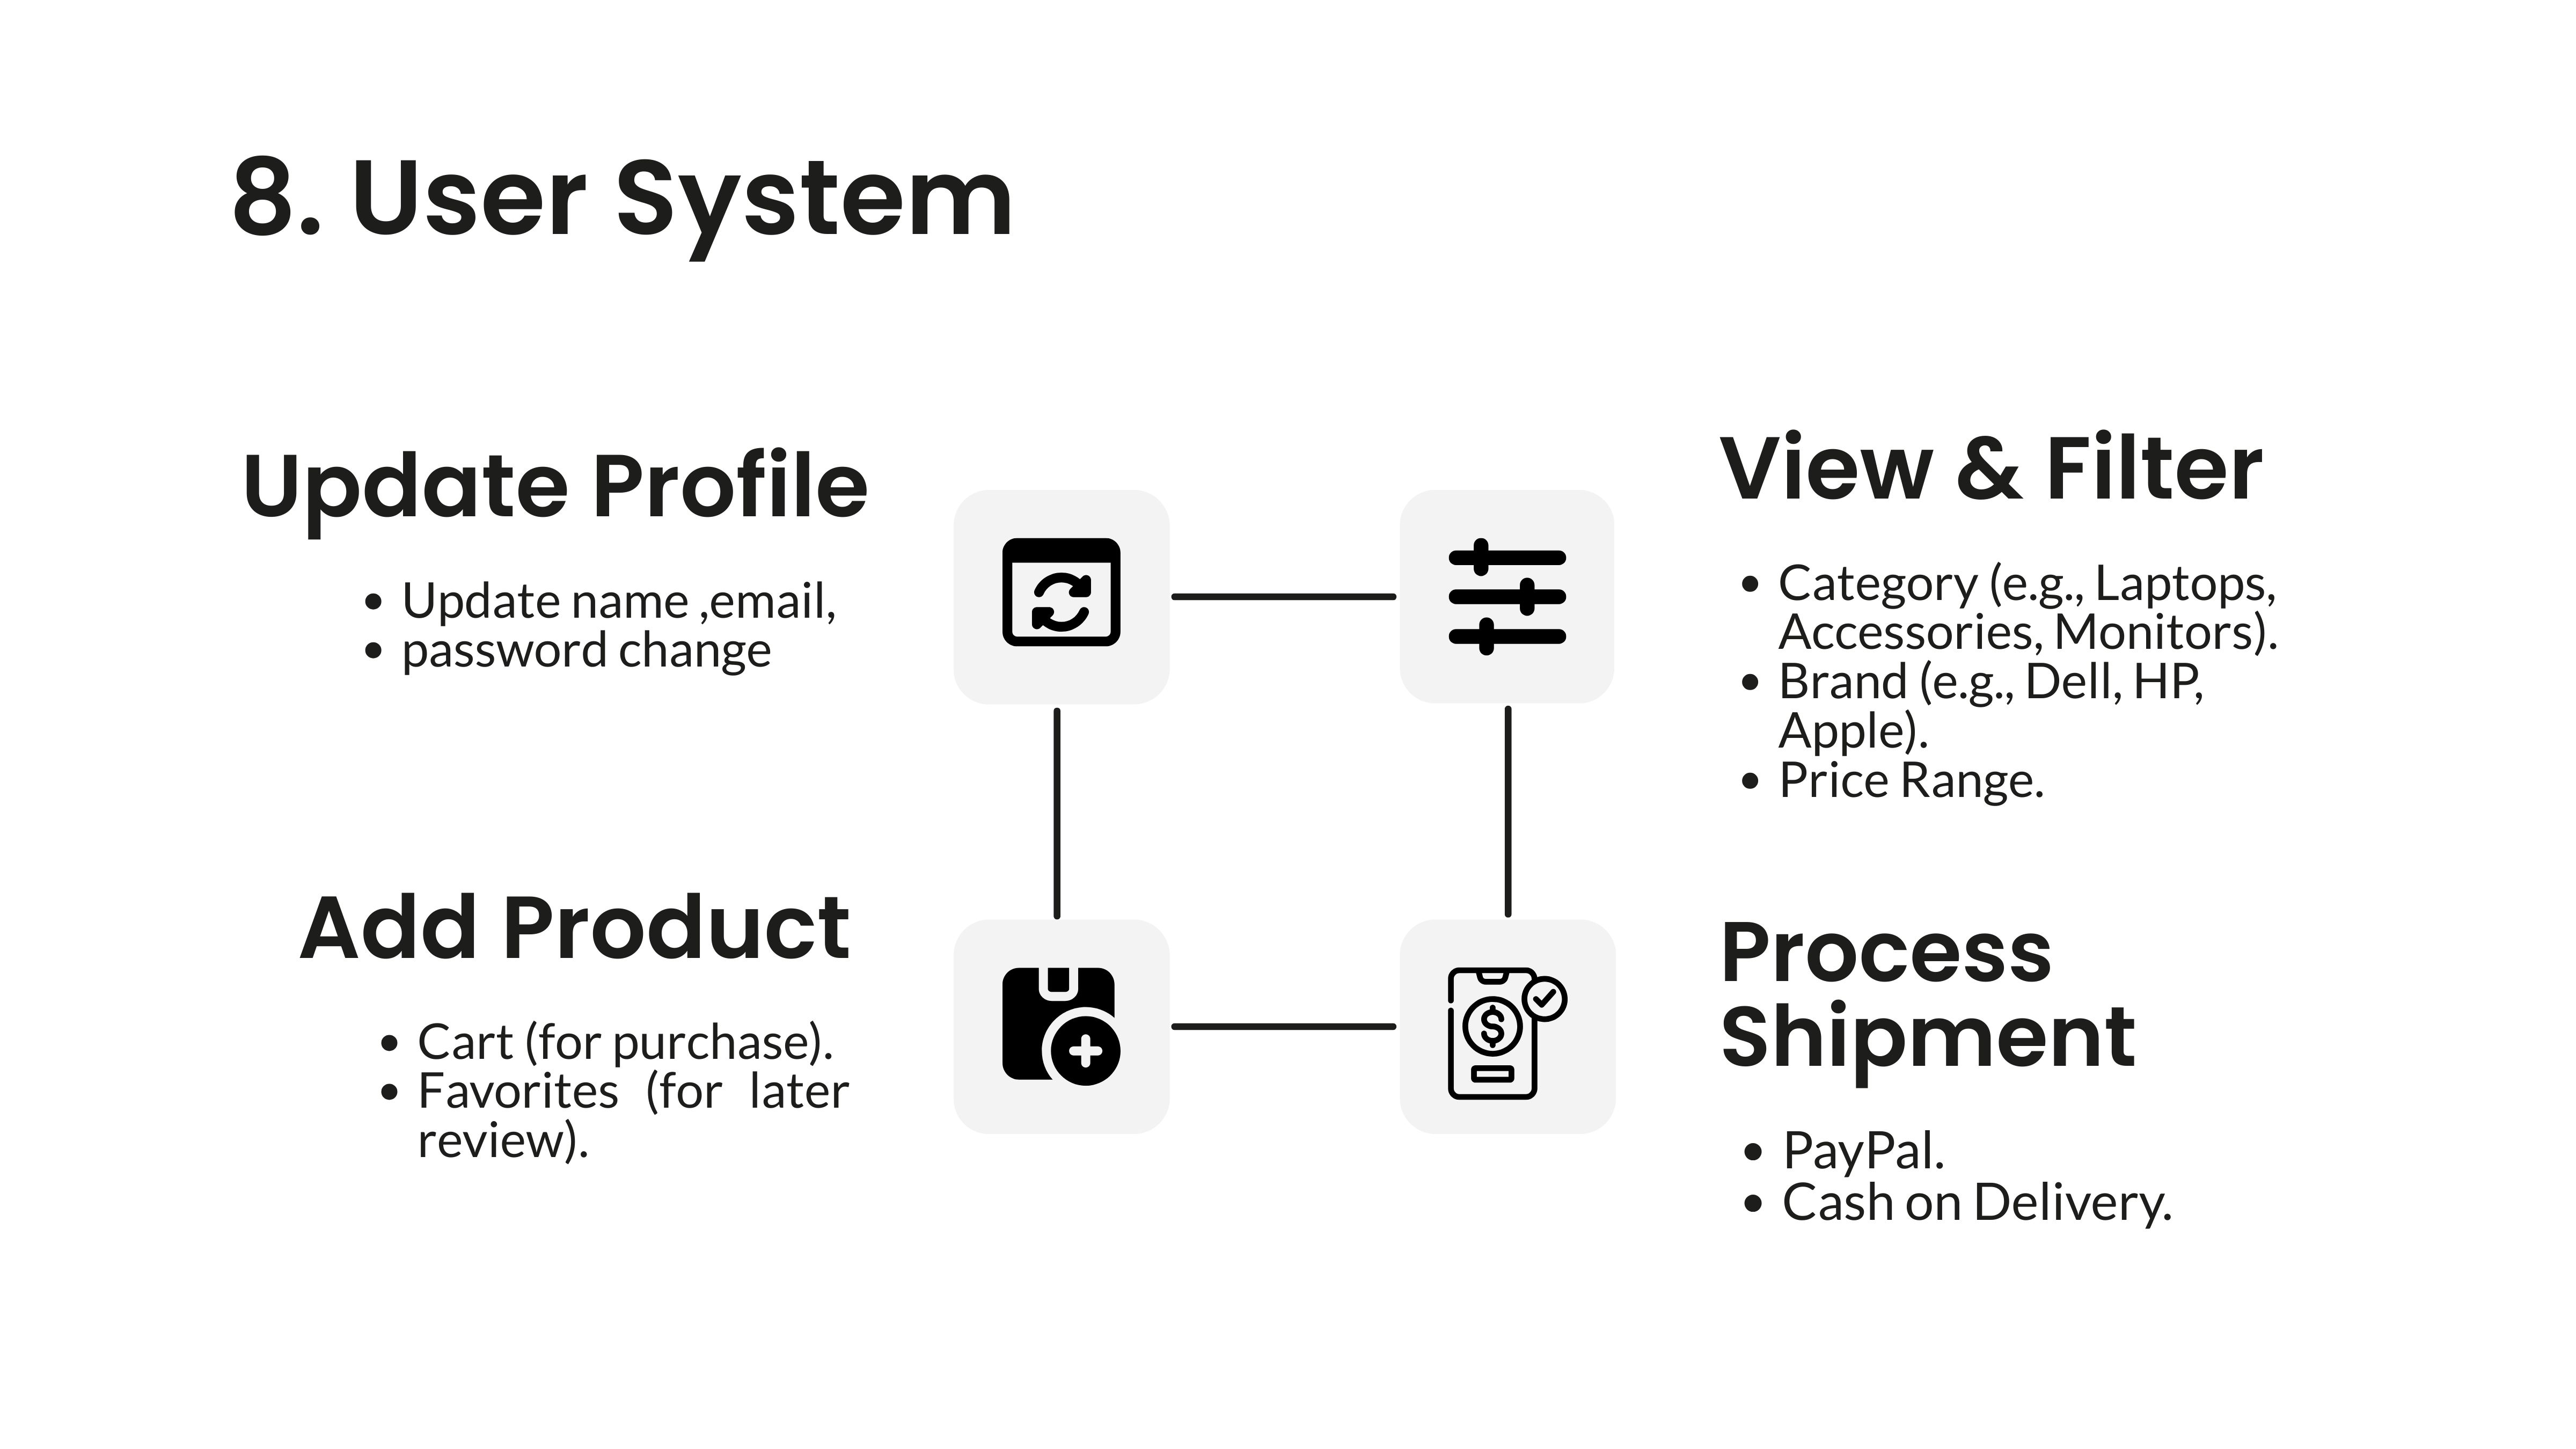 8. User System
Update Profile
• Update name ,email,
• password change
View & Filter
• Category (e.g., Laptops,
Accessories, Monitors).
• Brand (e.g., Dell, HP,
Apple).
• Price Range.
Add Product
• Cart (for purchase).
• Favorites (for later
review).
Process
Shipment
• PayPal.
• Cash on Delivery.